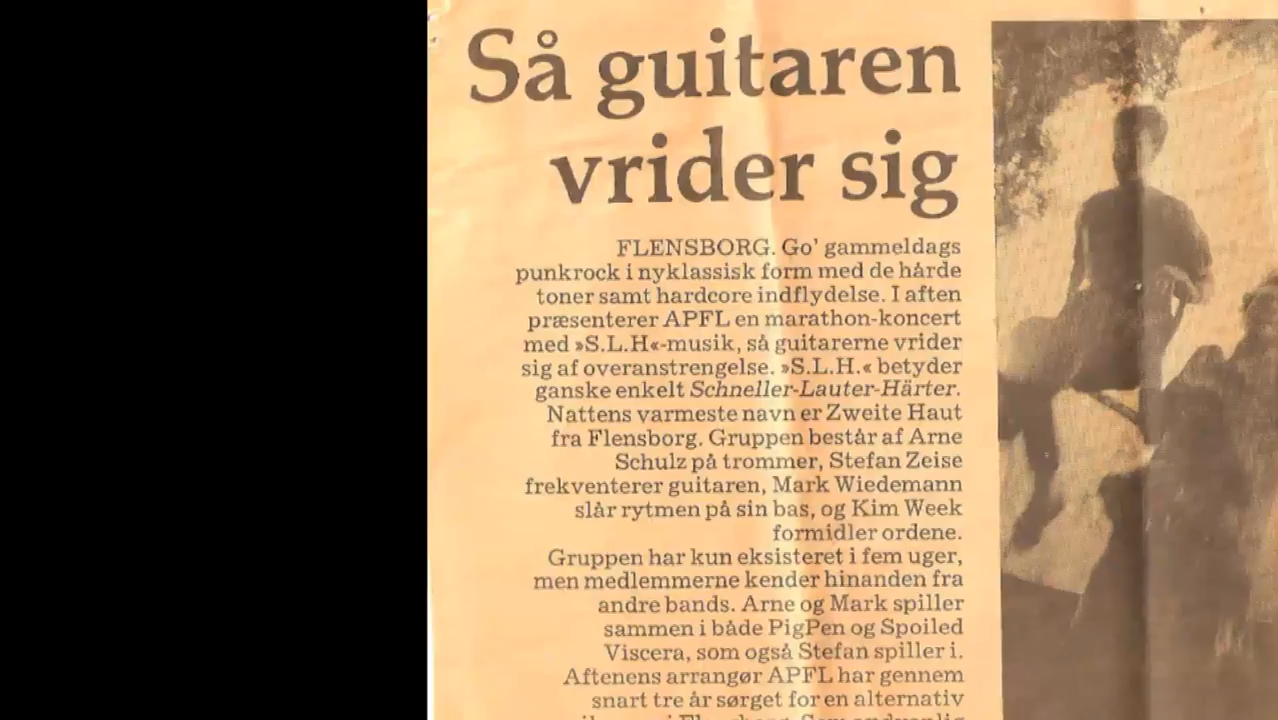 Så guitaren
vrider sig
FLENSBORG. Go' gammeldags
punkrock i nyklassisk form med de hårde
toner samt hardcore indflydelse. I aften
præsenterer APFL en marathon-koncert
med »S.L.H«-musik, så guitarerne vrider
sig af overanstrengelse. »S.L.H.« betyder
ganske enkelt Schneller-Lauter-Härter.
Nattens varmeste navn er Zweite Haut
fra Flensborg. Gruppen består af Arne
Schulz på trommer, Stefan Zeise
frekventerer guitaren, Mark Wiedemann
slår rytmen på sin bas, og Kim Week
formidler ordene.
Gruppen har kun eksisteret i fem uger,
men medlemmerne kender hinanden fra
andre bands. Arne og Mark spiller
sammen i både PigPen og Spoiled
Viscera, som også Stefan spiller i.
Aftenens arrangør APFL har gennem
snart tre år sørget for en alternativ